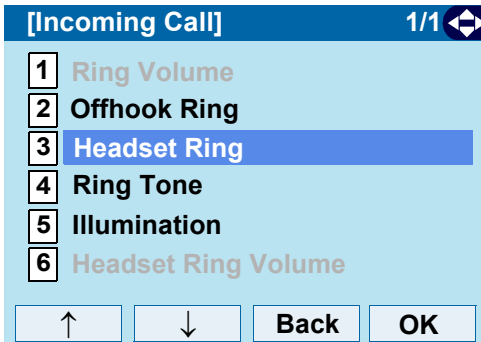 [Incoming Call] 1/1
1 Ring Volume
2 Offhook Ring
3 Headset Ring
4 Ring Tone
5 Illumination
6 Headset Ring Volume
↑ ↓ Back OK